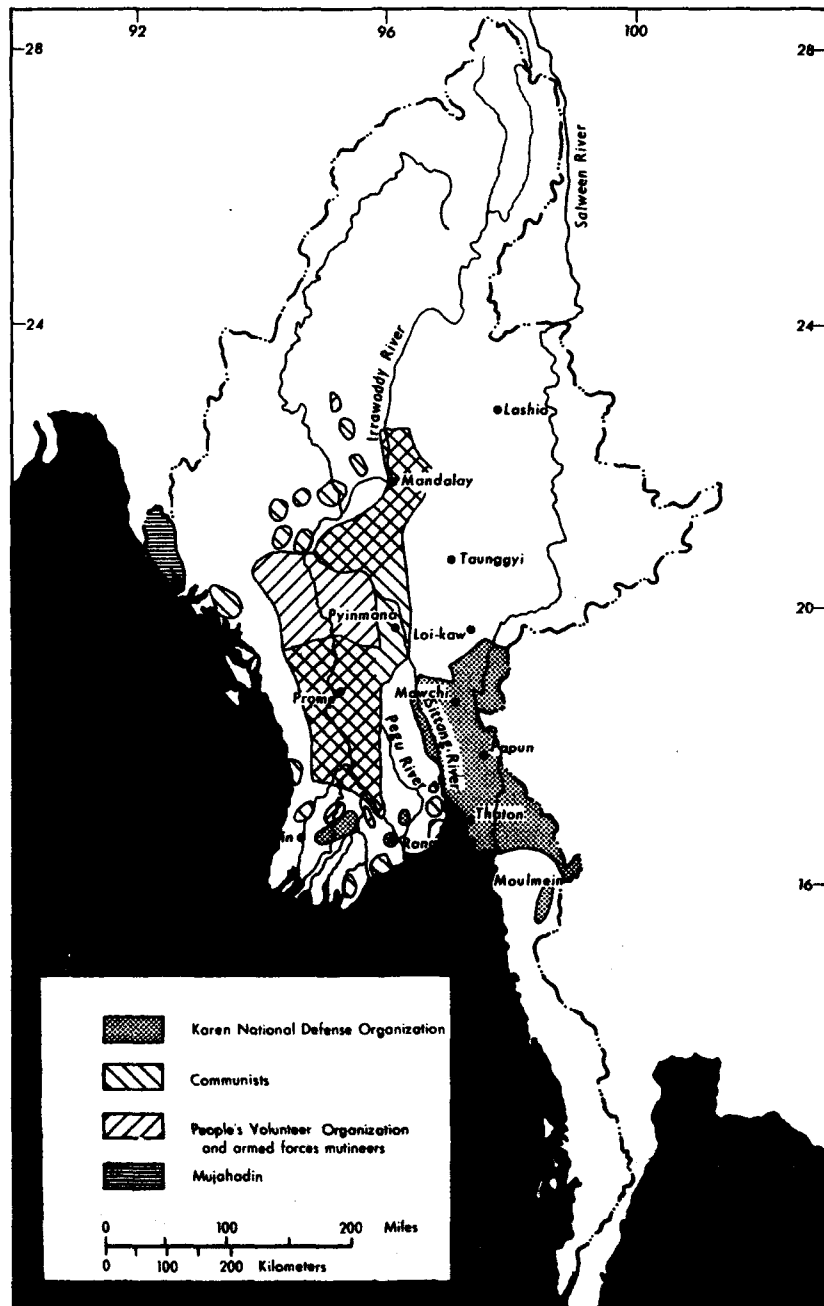 92 96 100
28 28
Salween River
24 24
Irrawoddy River
Lashio
Mandalay
Taunggyi
20
Pyinmana
Loi-kaw
Mawchi
Prome
Sittang River
Pegu River
Papun
Thaton
Moulmein
16
Karen National Defense Organization
Communists
People's Volunteer Organization
and armed forces mutineers
Mujahadin
0 100 200 Miles
0 100 200
Kilometers